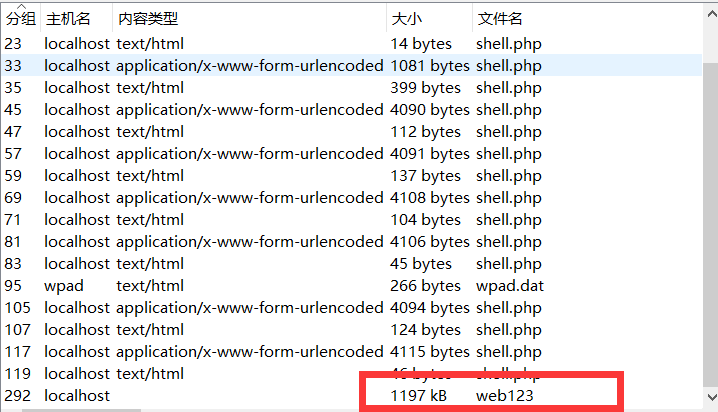 分组 主机名 内容类型 大小 文件名
23 localhost text/html 14 bytes shell.php
33 localhost application/x-www-form-urlencoded 1081 bytes shell.php
35 localhost text/html 399 bytes shell.php
45 localhost application/x-www-form-urlencoded 4090 bytes shell.php
47 localhost text/html 112 bytes shell.php
57 localhost application/x-www-form-urlencoded 4091 bytes shell.php
59 localhost text/html 137 bytes shell.php
69 localhost application/x-www-form-urlencoded 4108 bytes shell.php
71 localhost text/html 104 bytes shell.php
81 localhost application/x-www-form-urlencoded 4106 bytes shell.php
83 localhost text/html 45 bytes shell.php
95 wpad text/html 266 bytes wpad.dat
105 localhost application/x-www-form-urlencoded 4094 bytes shell.php
107 localhost text/html 124 bytes shell.php
117 localhost application/x-www-form-urlencoded 4115 bytes shell.php
119 localhost text/html 46 bytes shell.php
292 localhost 1197 kB web123